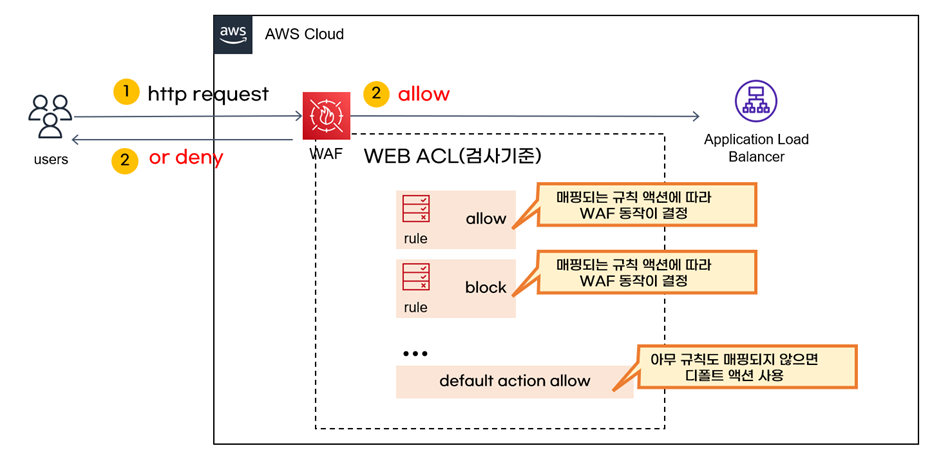 aws
AWS Cloud
1 http request
2 allow
users
2 or deny
WAF
Application Load
Balancer
WEB ACL(검사기준)
rule
allow
매핑되는 규칙 액션에 따라
WAF 동작이 결정
rule
block
매핑되는 규칙 액션에 따라
WAF 동작이 결정
...
default action allow
아무 규칙도 매핑되지 않으면
디폴트 액션 사용